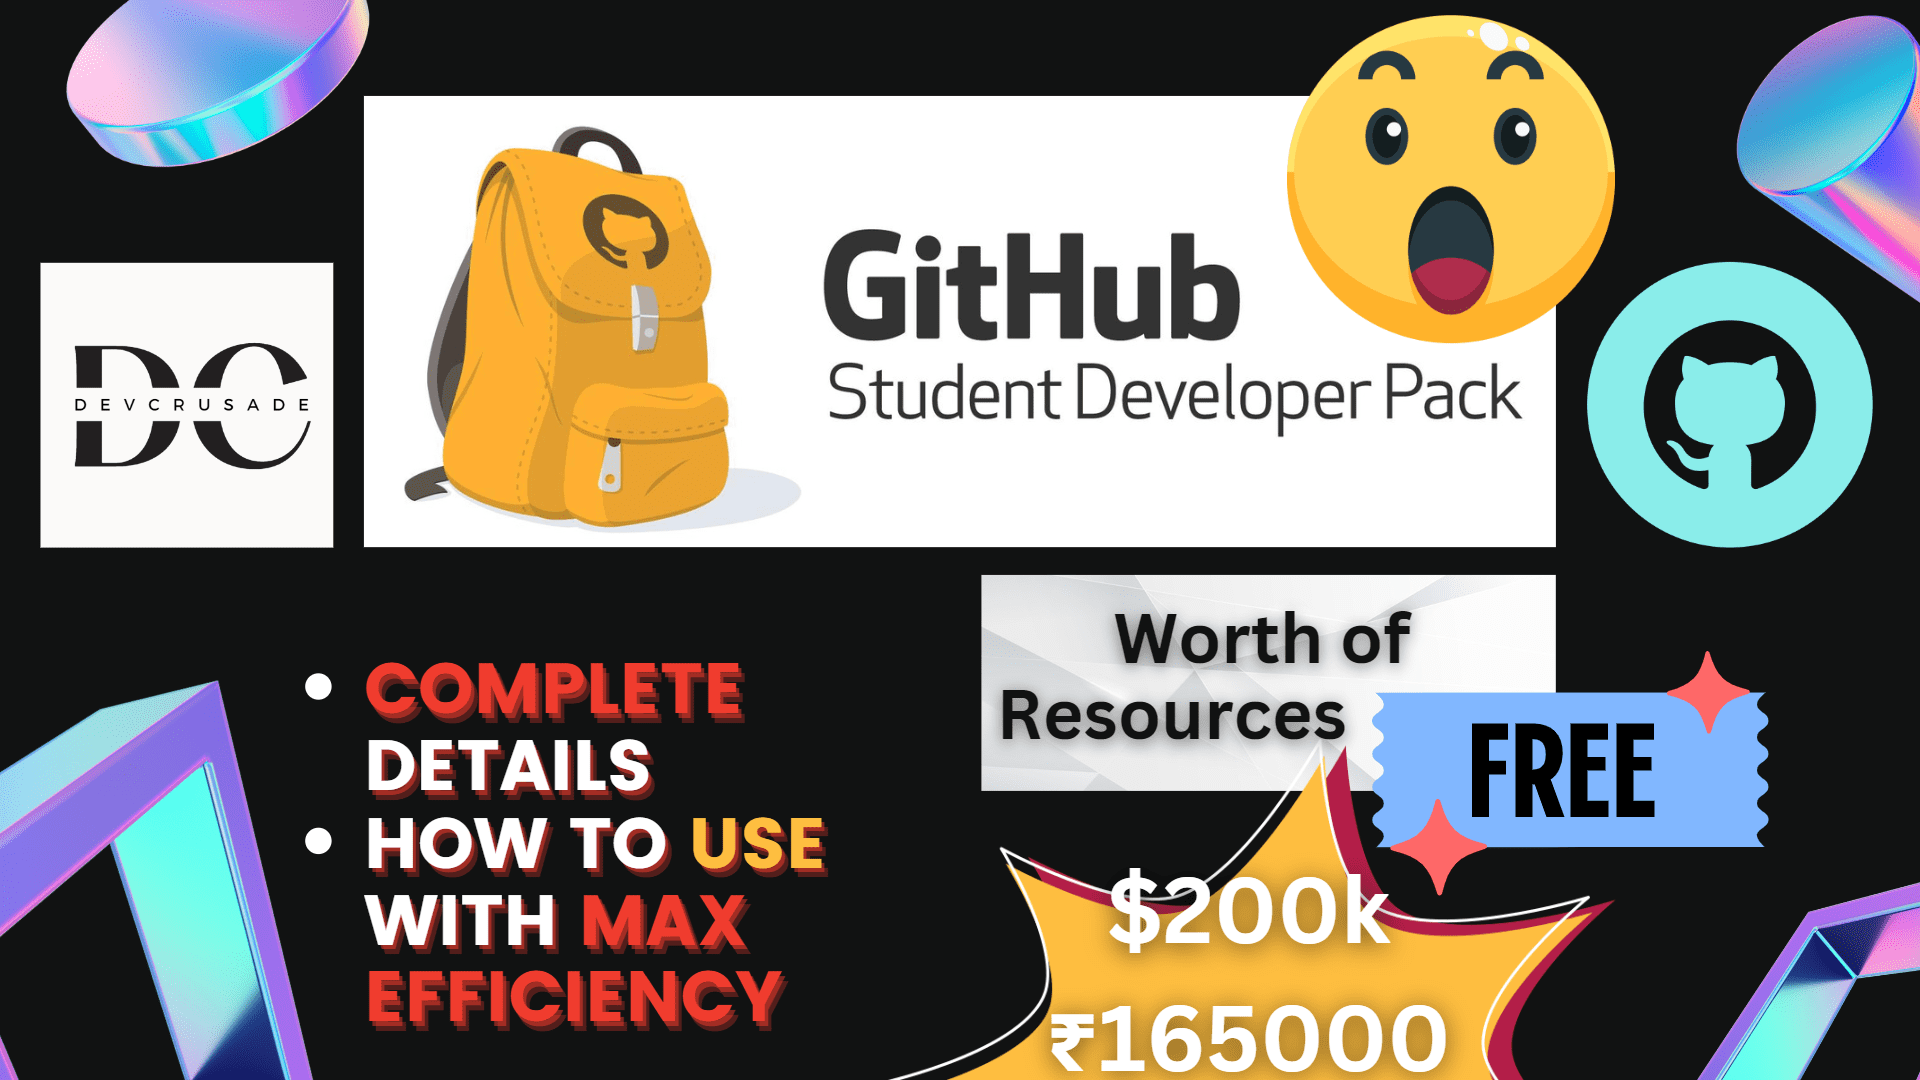 GitHub
Student Developer Pack
DC
DEVCRUSADE
Worth of
Resources
FREE
• COMPLETE
DETAILS
• HOW TO USE
WITH MAX
EFFICIENCY
$200k
₹165000